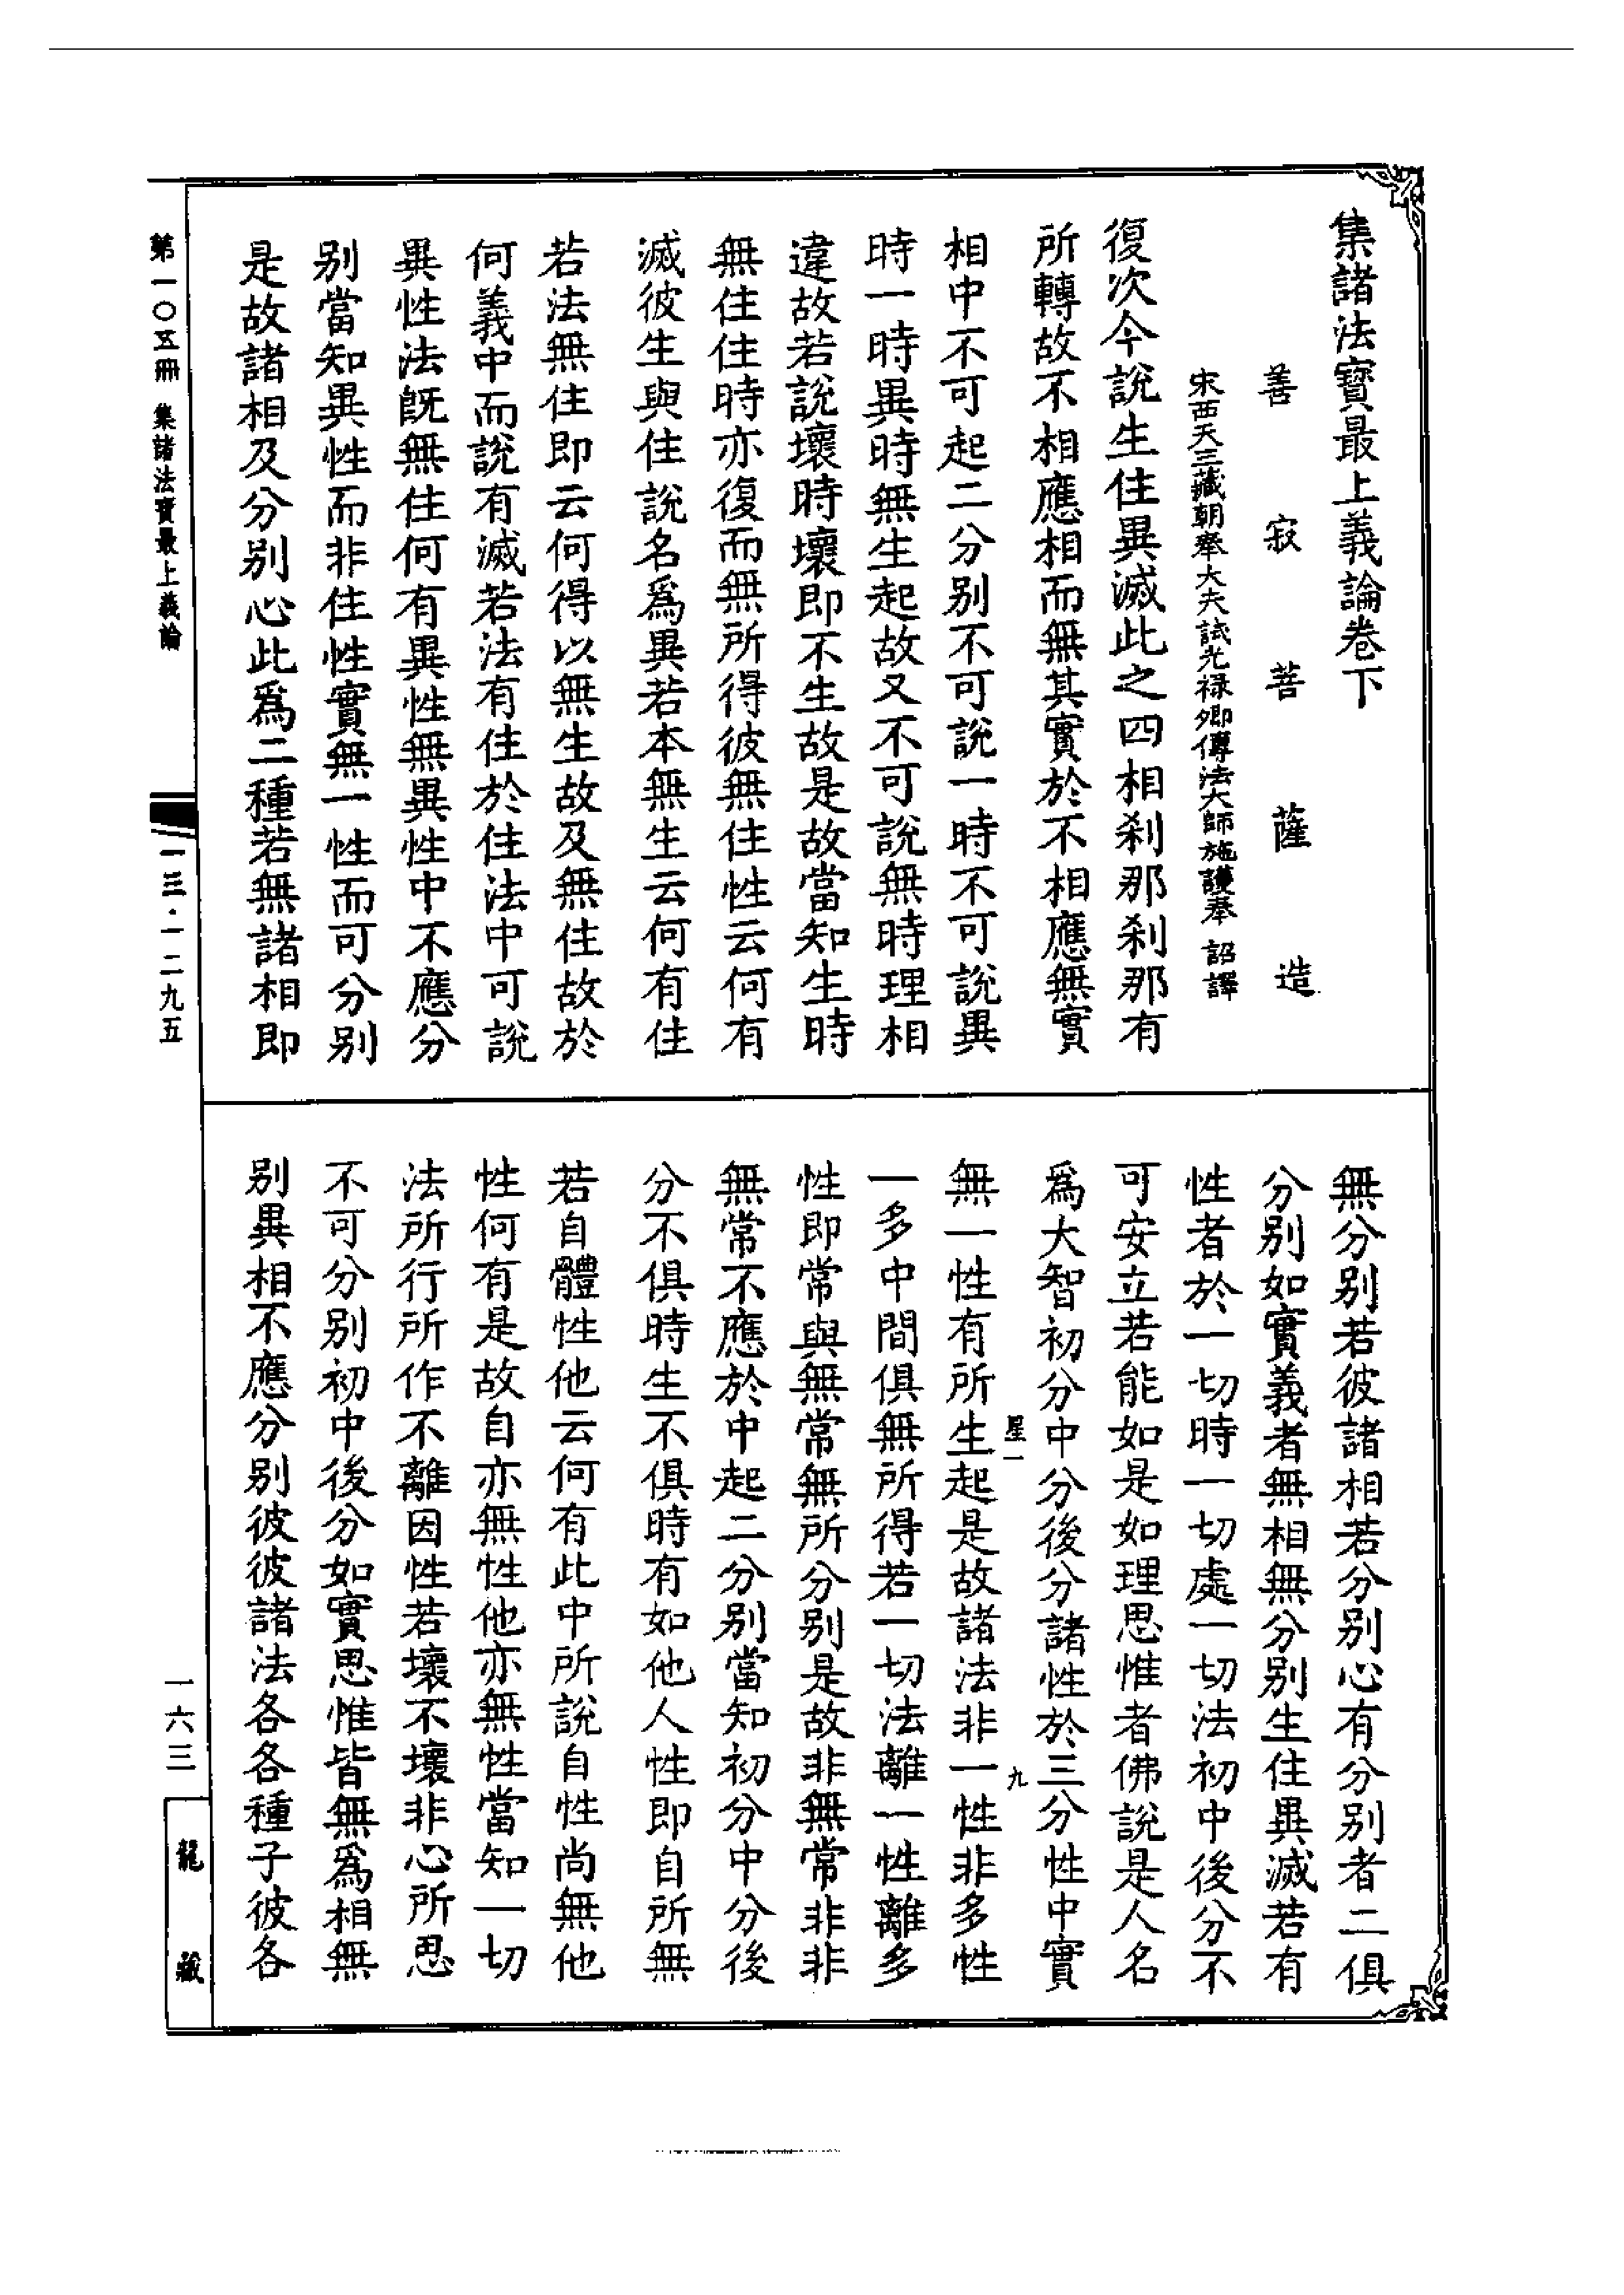 集諸法寶最上義論卷下
善寂菩薩造
宋西天三藏朝奉大夫試光禄卿傳法大師施護奉 詔譯
復次今說生住異滅此之四相剎那剎那有
所轉故不相應相而無其實於不相應無實
相中不可起二分别不可說一時不可說異
時一時異時無生起故又不可說無時理相
違故若說壞時壞即不生故是故當知生時
無住住時亦復而無所得彼無住性云何有
滅彼生與住說名爲異若本無生云何有住
若法無住即云何得以無生故及無住故於
何義中而說有滅若法有住於住法中可說
異性法旣無住何有異性無異性中不應分
别當知異性而非住性實無一性而可分别
是故諸相及分别心此爲二種若無諸相即
無分别若彼諸相若分别心有分别者二俱
分别如實義者無相無分别生住異滅若有
性者於一切時一切處一切法初中後分不
可安立若能如是如理思惟者佛說是人名
爲大智初分中分後分諸性於三分性中實
無一性有所生起是故諸法非一性非多性
一多中間俱無所得若一切法離一性離多
性即常與無常無所分别是故非無常非非
無常不應於中起二分别當知初分中分後
分不俱時生不俱時有如他人性即自所無
若自體性他云何有此中所說自性尚無他
性何有是故自亦無性他亦無性當知一切
法所行所作不離因性若壞不壞非心所思
不可分别初中後分如實思惟皆無爲相無
别異相不應分别彼彼諸法各各種子彼各
星一
九
第一〇五冊 集諸法寶最上義論
一三·一二九五
一六三
龍藏